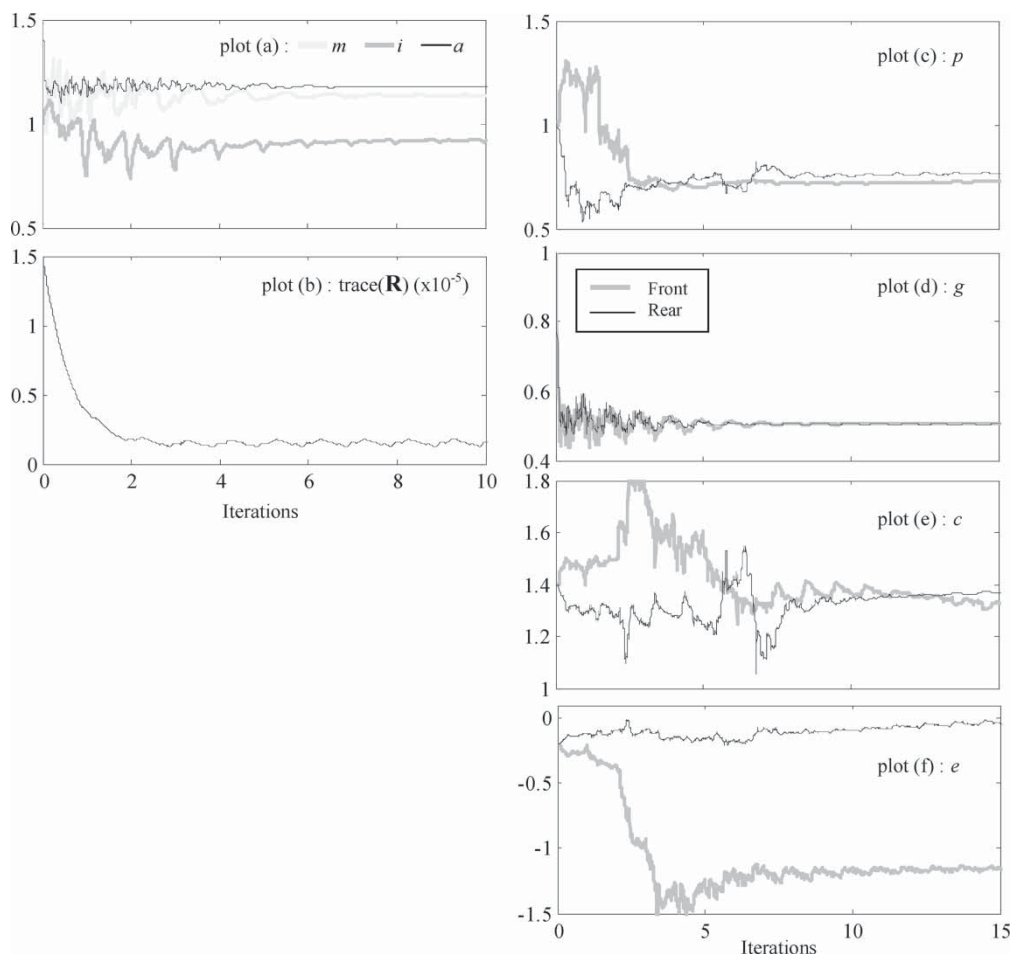 1.5
plot (a) : m i a
1
0.5
1.5
plot (b) : trace(R) (x10-5)
1
0.5
0
0 2 4 6 8 10
Iterations
1.5
plot (c) : p
1
0.5
1
plot (d) : g
Front
Rear
0.8
0.6
0.4
1.8
plot (e) : c
1.6
1.4
1.2
1
0
plot (f) : e
-0.5
-1
-1.5
0 5 10 15
Iterations